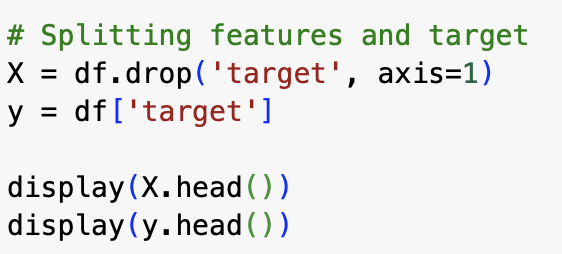 # Splitting features and target
X = df.drop('target', axis=1)
y = df['target']
display(X.head())
display(y.head())